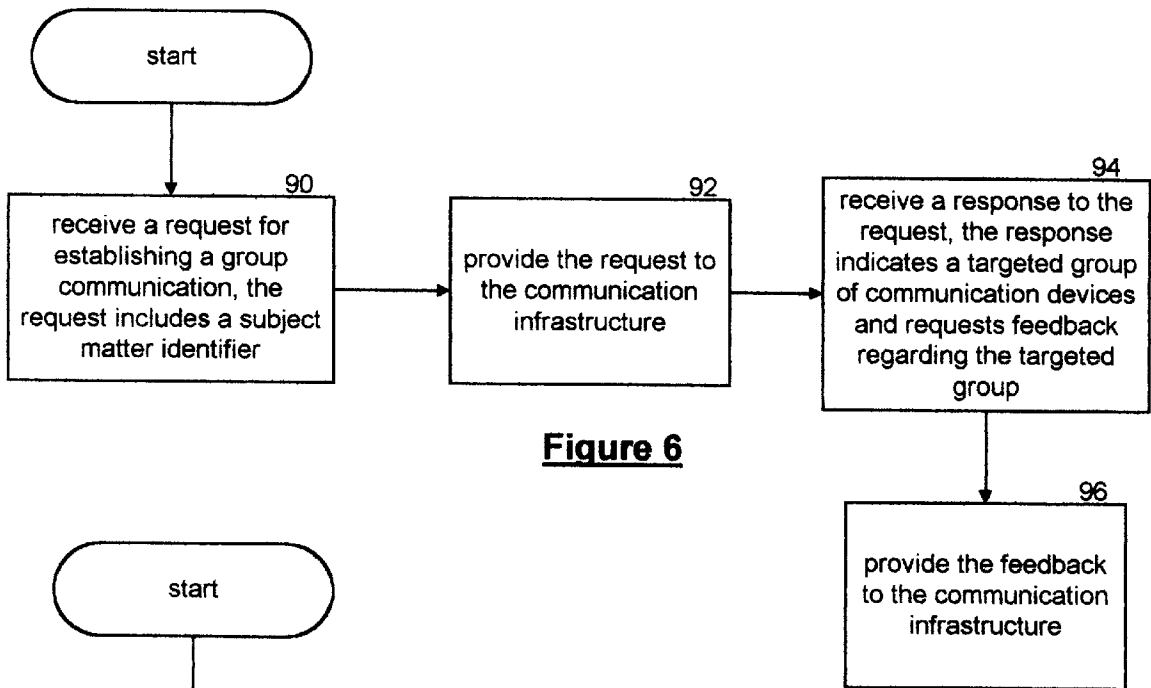 start
90
receive a request for
establishing a group
communication, the
request includes a subject
matter identifier
92
provide the request to
the communication
infrastructure
94
receive a response to the
request, the response
indicates a targeted group
of communication devices
and requests feedback
regarding the targeted
group
Figure 6
96
provide the feedback
to the communication
infrastructure
start